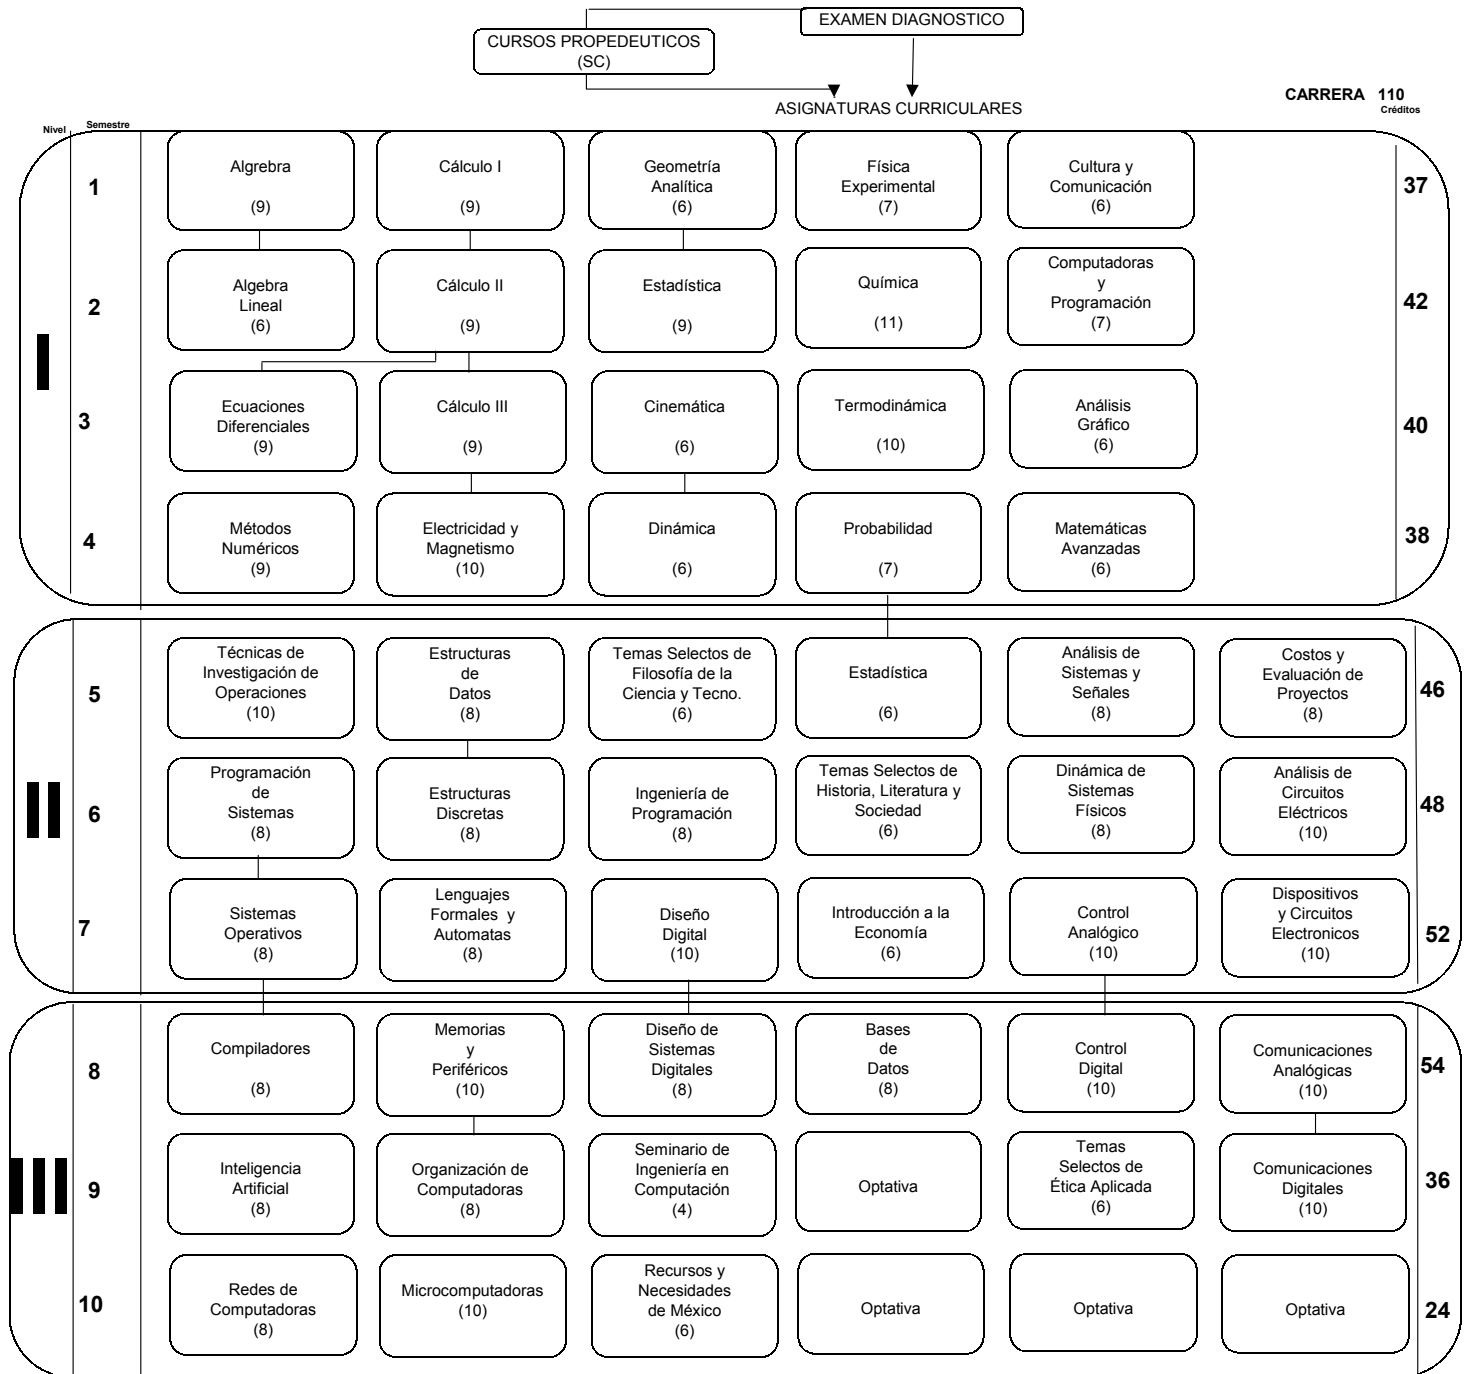 EXAMEN DIAGNOSTICO
CURSOS PROPEDEUTICOS
(SC)
ASIGNATURAS CURRICULARES
CARRERA 110
Créditos
Nivel
Semestre
I
1
Algrebra
(9)
Cálculo I
(9)
Geometría
Analítica
(6)
Física
Experimental
(7)
Cultura y
Comunicación
(6)
37
2
Algebra
Lineal
(6)
Cálculo II
(9)
Estadística
(9)
Química
(11)
Computadoras
y
Programación
(7)
42
3
Ecuaciones
Diferenciales
(9)
Cálculo III
(9)
Cinemática
(6)
Termodinámica
(10)
Análisis
Gráfico
(6)
40
4
Métodos
Numéricos
(9)
Electricidad y
Magnetismo
(10)
Dinámica
(6)
Probabilidad
(7)
Matemáticas
Avanzadas
(6)
38
II
5
Técnicas de
Investigación de
Operaciones
(10)
Estructuras
de
Datos
(8)
Temas Selectos de
Filosofía de la
Ciencia y Tecno.
(6)
Estadística
(6)
Análisis de
Sistemas y
Señales
(8)
Costos y
Evaluación de
Proyectos
(8)
46
6
Programación
de
Sistemas
(8)
Estructuras
Discretas
(8)
Ingeniería de
Programación
(8)
Temas Selectos de
Historia, Literatura y
Sociedad
(6)
Dinámica de
Sistemas
Físicos
(8)
Análisis de
Circuitos
Eléctricos
(10)
48
7
Sistemas
Operativos
(8)
Lenguajes
Formales y
Automatas
(8)
Diseño
Digital
(10)
Introducción a la
Economía
(6)
Control
Analógico
(10)
Dispositivos
y Circuitos
Electronicos
(10)
52
III
8
Compiladores
(8)
Memorias
y
Periféricos
(10)
Diseño de
Sistemas
Digitales
(8)
Bases
de
Datos
(8)
Control
Digital
(10)
Comunicaciones
Analógicas
(10)
54
9
Inteligencia
Artificial
(8)
Organización de
Computadoras
(8)
Seminario de
Ingeniería en
Computación
(4)
Optativa
Temas
Selectos de
Ética Aplicada
(6)
Comunicaciones
Digitales
(10)
36
10
Redes de
Computadoras
(8)
Microcomputadoras
(10)
Recursos y
Necesidades
de México
(6)
Optativa
Optativa
Optativa
24